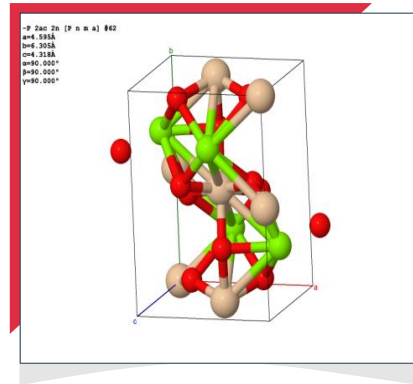 -P 2ac 2n [P n m a] #62
a=4.595Å
b=6.305Å
c=4.318Å
α=90.000°
β=90.000°
γ=90.000°
b
a
c